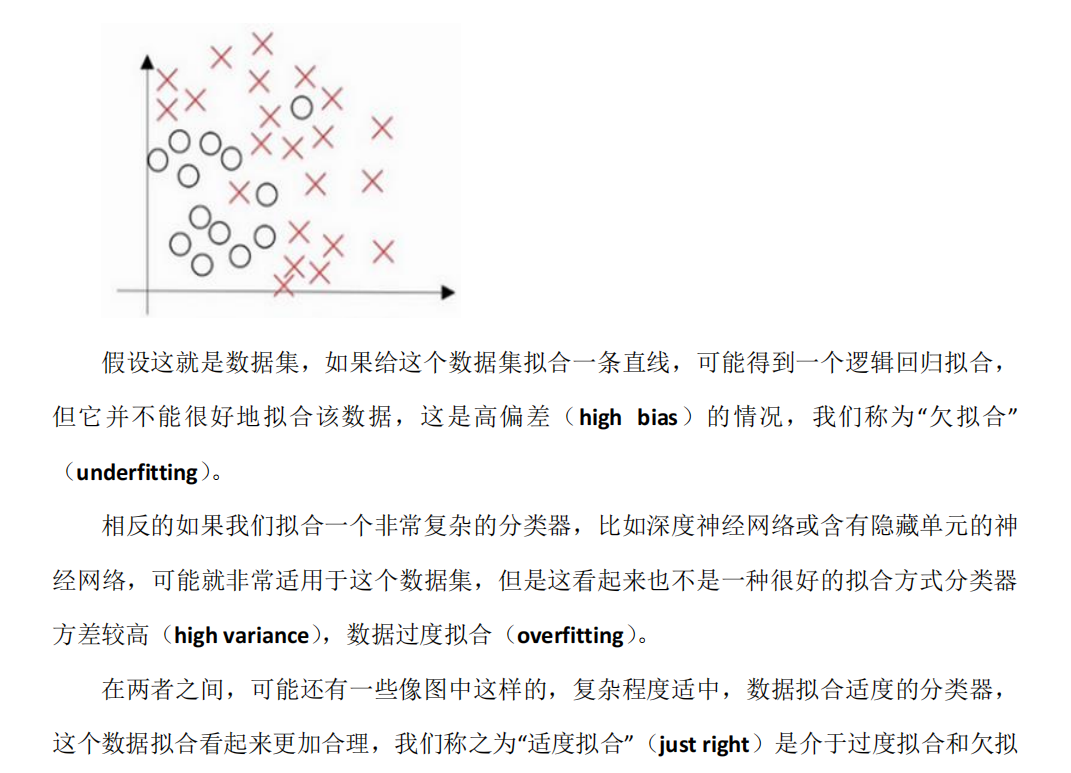 假设这就是数据集，如果给这个数据集拟合一条直线，可能得到一个逻辑回归拟合，
但它并不能很好地拟合该数据，这是高偏差（high bias）的情况，我们称为“欠拟合”
（underfitting）。
相反的如果我们拟合一个非常复杂的分类器，比如深度神经网络或含有隐藏单元的神
经网络，可能就非常适用于这个数据集，但是这看起来也不是一种很好的拟合方式分类器
方差较高（high variance），数据过度拟合（overfitting）。
在两者之间，可能还有一些像图中这样的，复杂程度适中，数据拟合适度的分类器，
这个数据拟合看起来更加合理，我们称之为“适度拟合”（just right）是介于过度拟合和欠拟